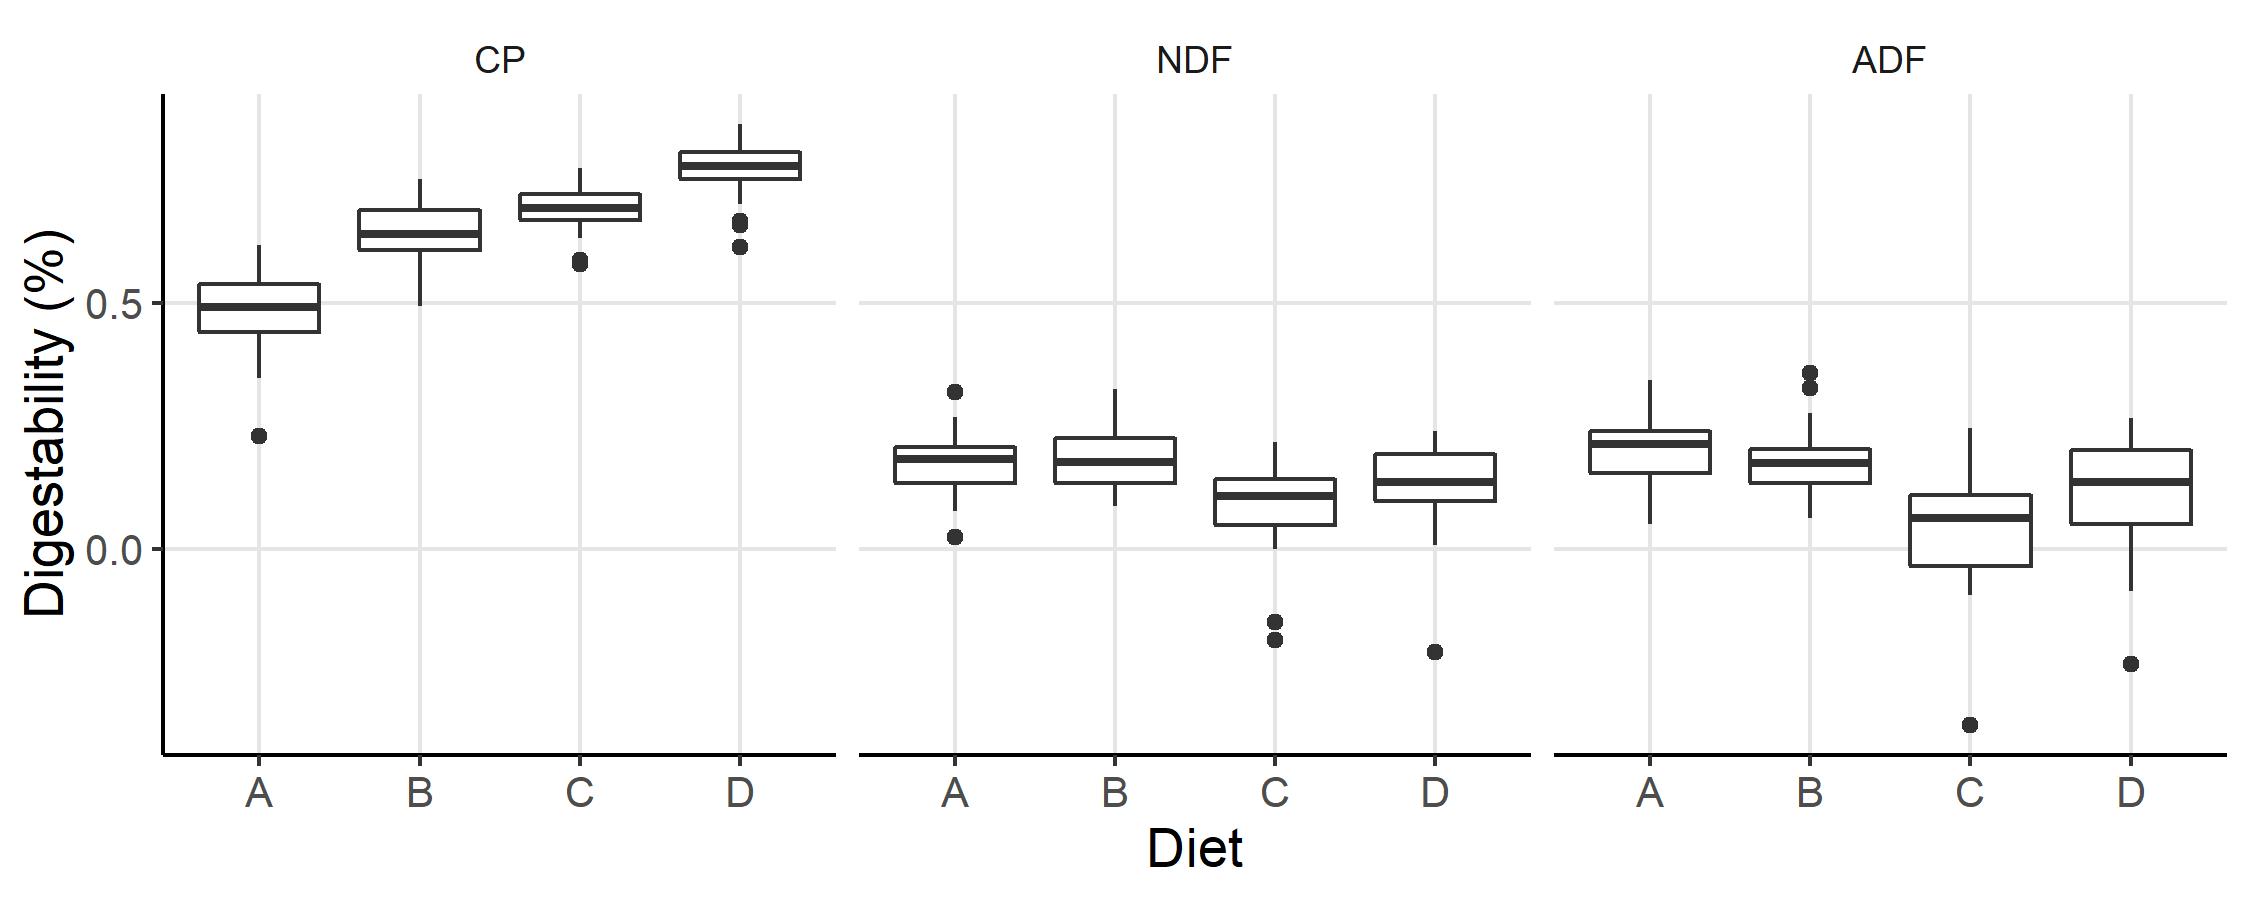 CP NDF ADF
Digestability (%)
0.5
0.0
A B C D A B C D A B C D
Diet